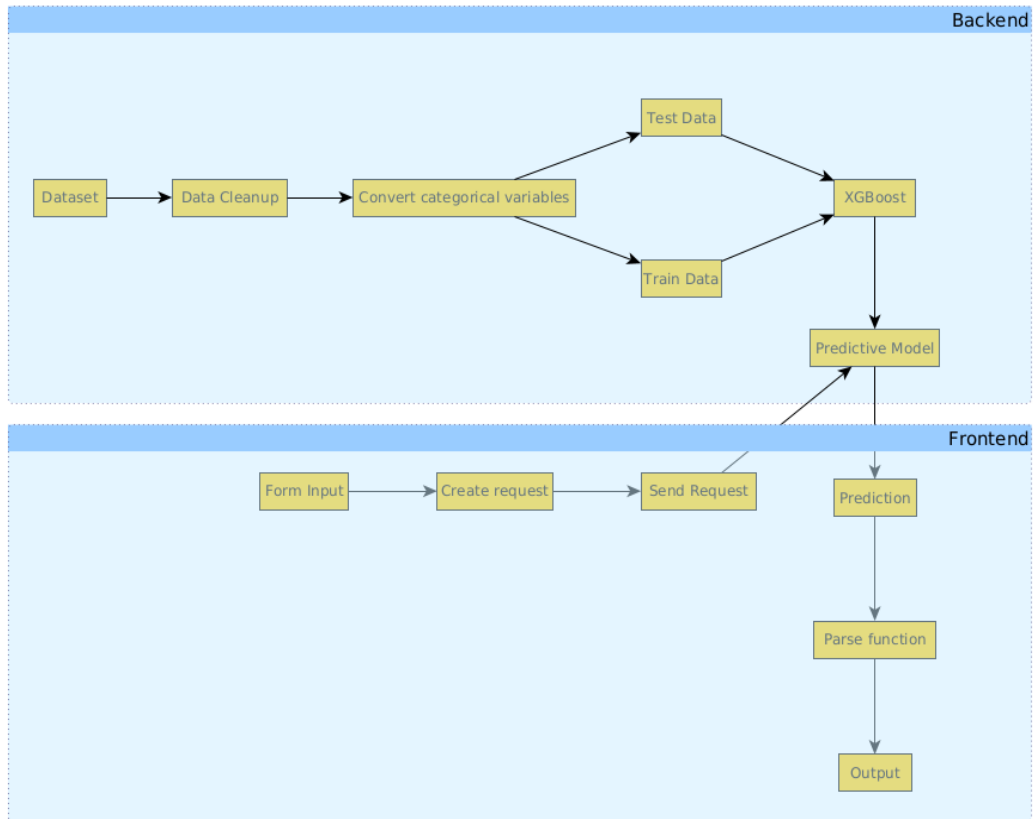 Backend
Test Data
Dataset
Data Cleanup
Convert categorical variables
XGBoost
Train Data
Predictive Model
Frontend
Form Input
Create request
Send Request
Prediction
Parse function
Output